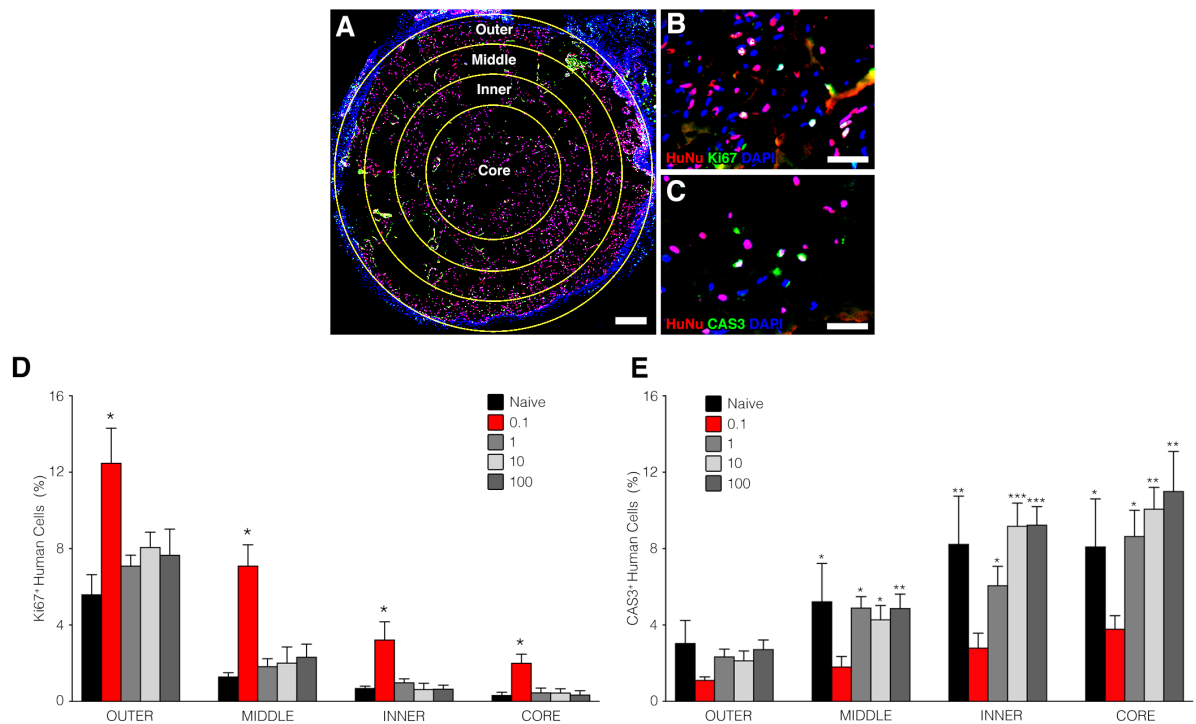 A
Outer
Middle
Inner
Core
B
HuNu Ki67 DAPI
C
HuNu CAS3 DAPI
D
Ki67+ Human Cells (%)
16
12
8
4
0
Naive
0.1
1
10
100
*
*
*
*
OUTER
MIDDLE
INNER
CORE
E
CAS3+ Human Cells (%)
16
12
8
4
0
Naive
0.1
1
10
100
*
*
*
**
**
*
***
***
*
*
**
**
OUTER
MIDDLE
INNER
CORE